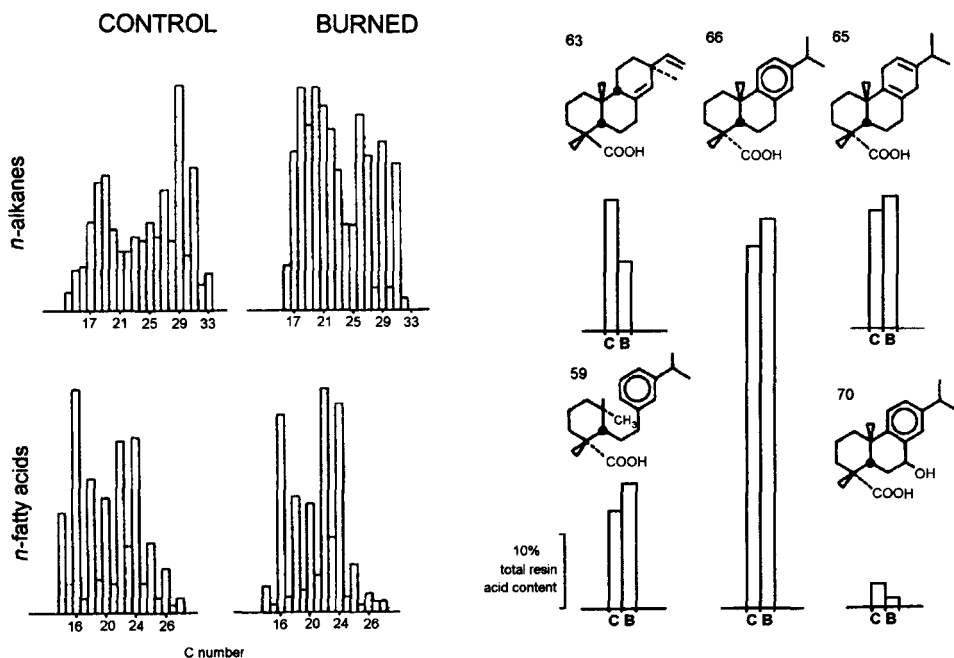 CONTROL
BURNED
n-alkanes
17 21 25 29 33
17 21 25 29 33
n-fatty acids
16 20 24 26
16 20 24 26
C number
63
COOH
66
COOH
65
COOH
C B
C B
59
CH3
COOH
70
OH
COOH
10%
total resin
acid content
C B
C B
C B